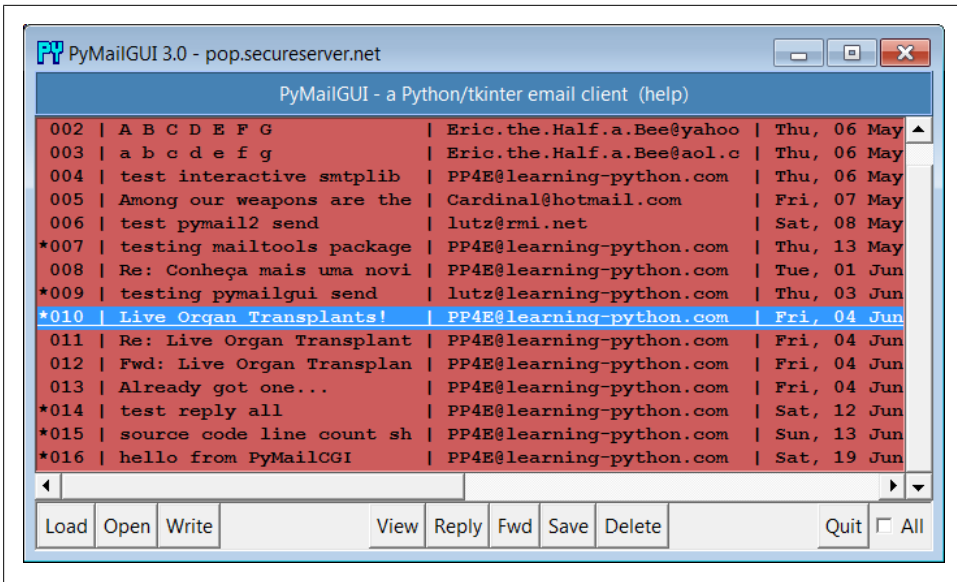 PY PyMailGUI 3.0 - pop.secureserver.net
PyMailGUI - a Python/tkinter email client (help)
002 | A B C D E F G | Eric.the.Half.a.Bee@yahoo | Thu, 06 May
003 | a b c d e f g | Eric.the.Half.a.Bee@aol.c | Thu, 06 May
004 | test interactive smtplib | PP4E@learning-python.com | Thu, 06 May
005 | Among our weapons are the | Cardinal@hotmail.com | Fri, 07 May
006 | test pymail2 send | lutz@rmi.net | Sat, 08 May
*007 | testing mailtools package | PP4E@learning-python.com | Thu, 13 May
008 | Re: Conheça mais uma novi | PP4E@learning-python.com | Tue, 01 Jun
*009 | testing pymailgui send | lutz@learning-python.com | Thu, 03 Jun
*010 | Live Organ Transplants! | PP4E@learning-python.com | Fri, 04 Jun
011 | Re: Live Organ Transplant | PP4E@learning-python.com | Fri, 04 Jun
012 | Fwd: Live Organ Transplan | PP4E@learning-python.com | Fri, 04 Jun
013 | Already got one... | PP4E@learning-python.com | Fri, 04 Jun
*014 | test reply all | PP4E@learning-python.com | Sat, 12 Jun
*015 | source code line count sh | PP4E@learning-python.com | Sun, 13 Jun
*016 | hello from PyMailCGI | PP4E@learning-python.com | Sat, 19 Jun
Load Open Write View Reply Fwd Save Delete Quit All